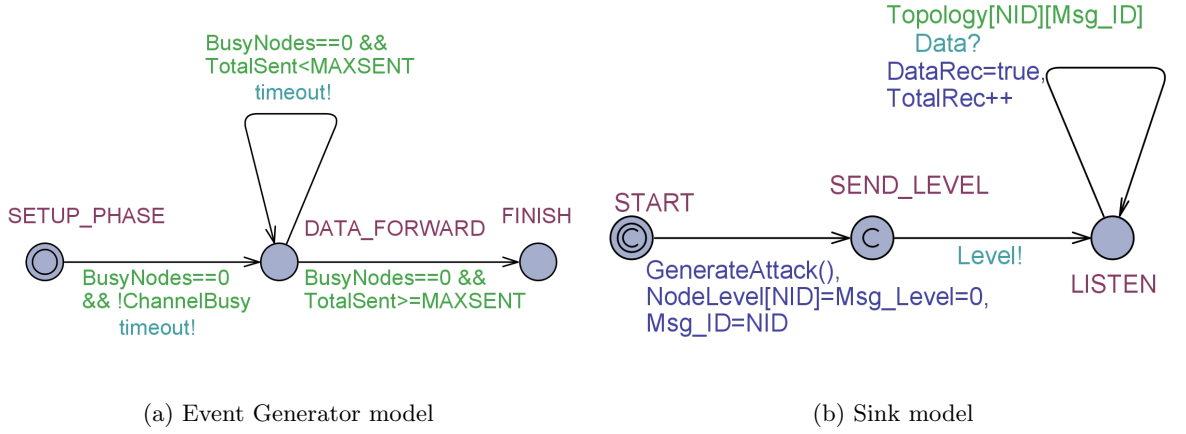 BusyNodes==0 &&
TotalSent<MAXSENT
timeout!
SETUP_PHASE
DATA_FORWARD
FINISH
BusyNodes==0
&& !ChannelBusy
timeout!
BusyNodes==0 &&
TotalSent>=MAXSENT
(a) Event Generator model
Topology[NID][Msg_ID]
Data?
DataRec=true,
TotalRec++
START
C
SEND_LEVEL
C
GenerateAttack(),
NodeLevel[NID]=Msg_Level=0,
Msg_ID=NID
Level!
LISTEN
(b) Sink model